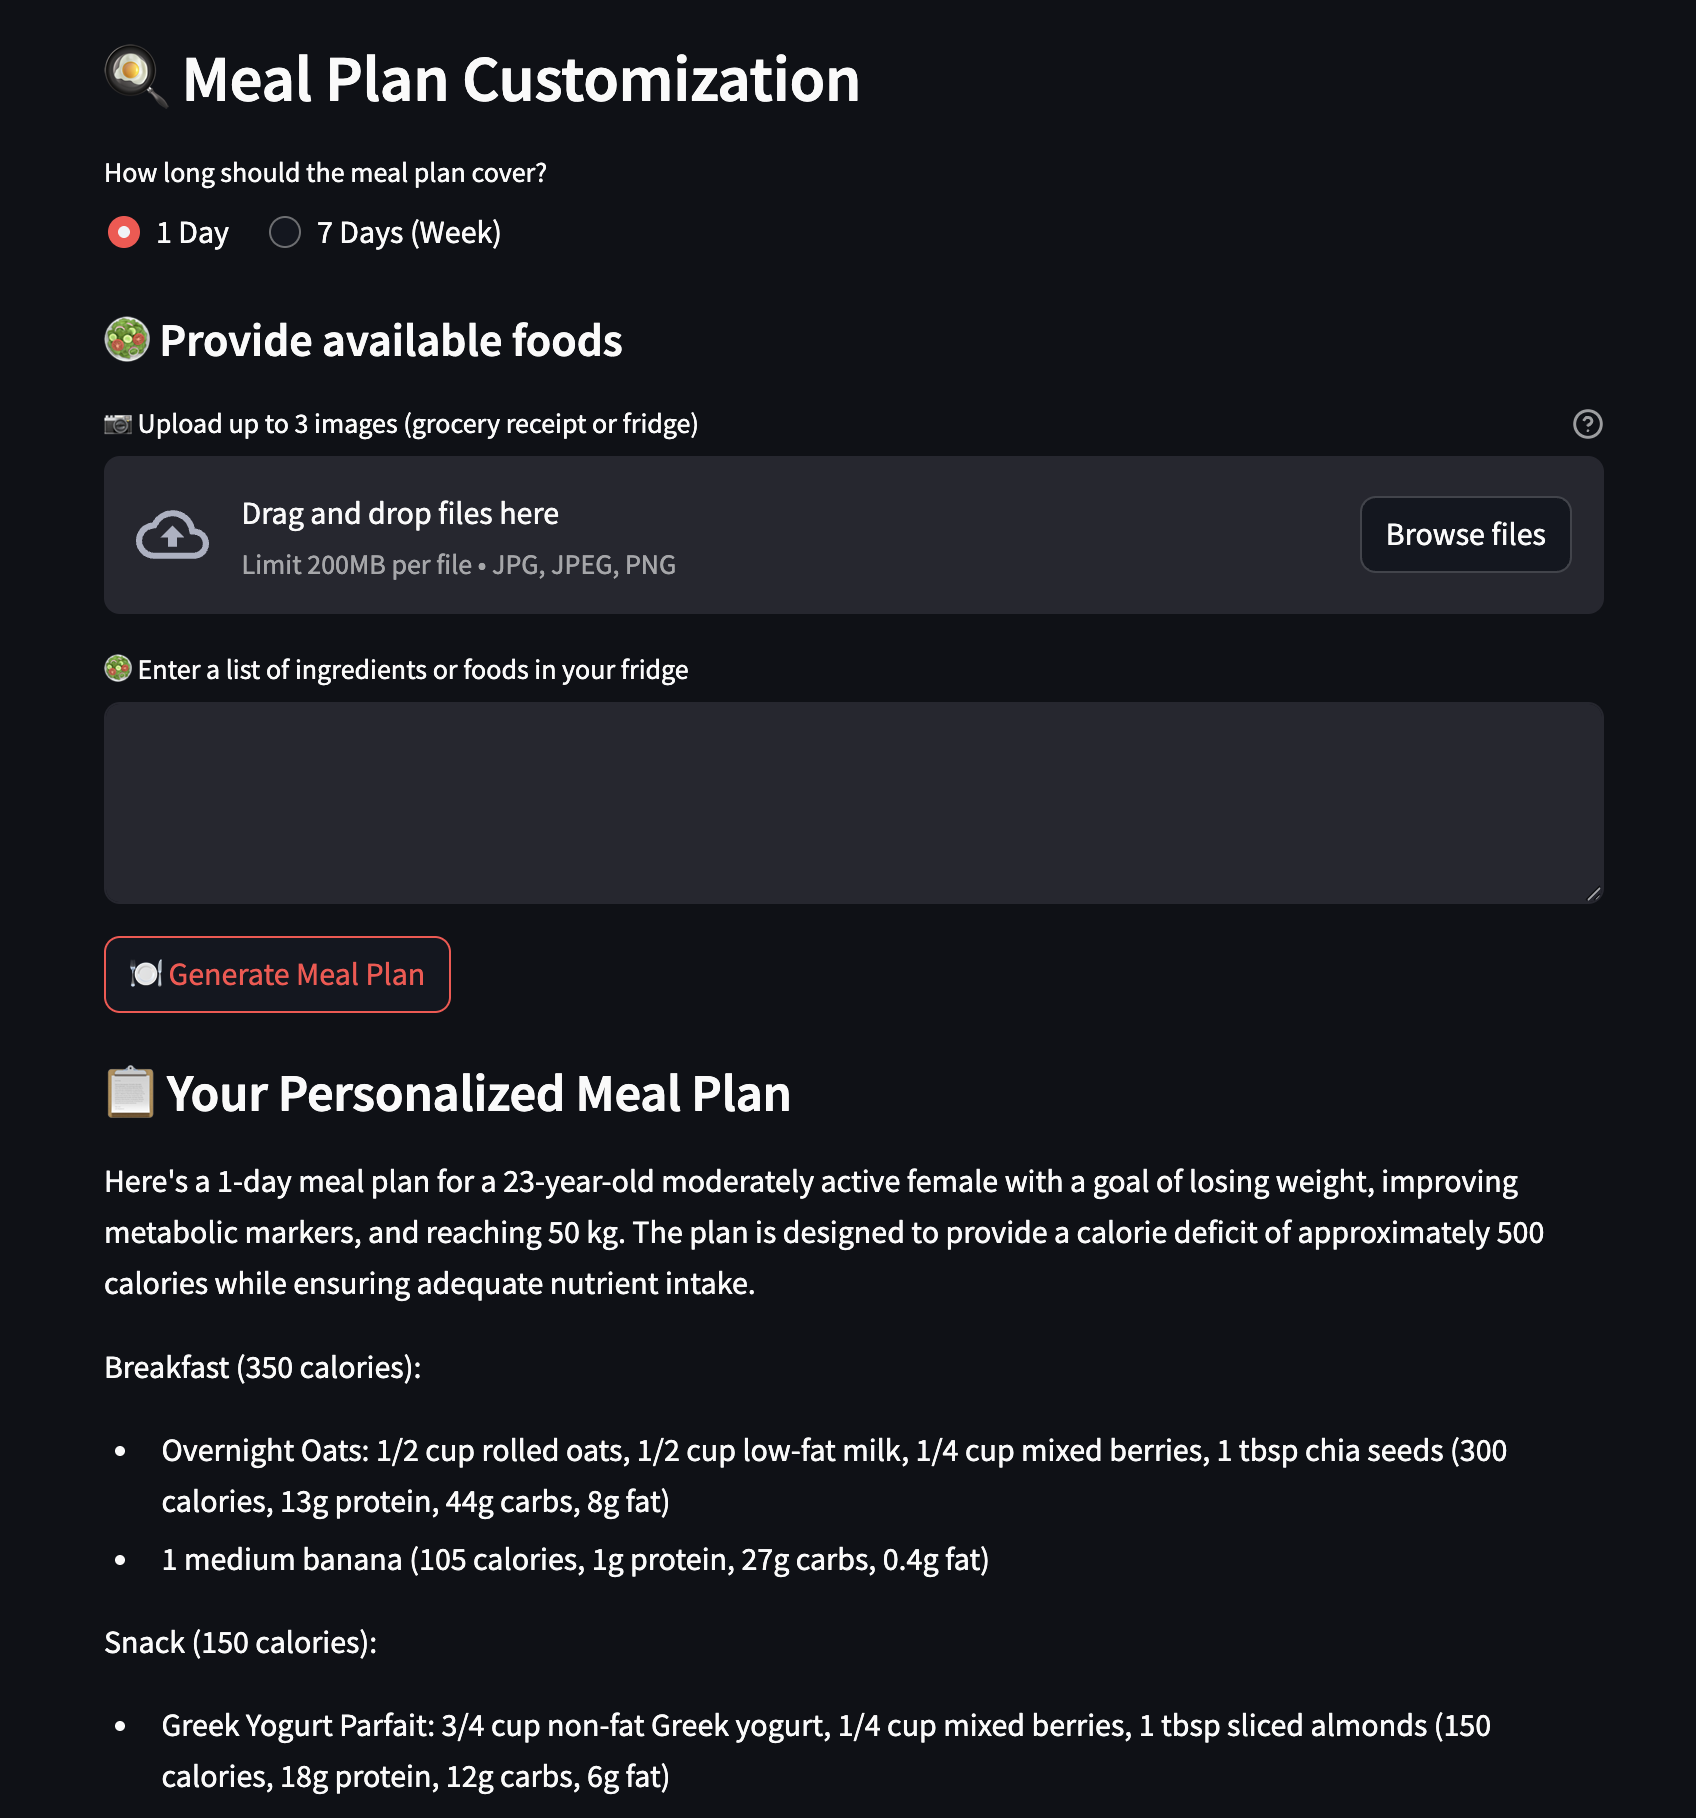 Meal Plan Customization
How long should the meal plan cover?
1 Day 7 Days (Week)
Provide available foods
Upload up to 3 images (grocery receipt or fridge)
Drag and drop files here
Limit 200MB per file • JPG, JPEG, PNG
Browse files
Enter a list of ingredients or foods in your fridge
Generate Meal Plan
Your Personalized Meal Plan
Here's a 1-day meal plan for a 23-year-old moderately active female with a goal of losing weight, improving
metabolic markers, and reaching 50 kg. The plan is designed to provide a calorie deficit of approximately 500
calories while ensuring adequate nutrient intake.
Breakfast (350 calories):
• Overnight Oats: 1/2 cup rolled oats, 1/2 cup low-fat milk, 1/4 cup mixed berries, 1 tbsp chia seeds (300
calories, 13g protein, 44g carbs, 8g fat)
• 1 medium banana (105 calories, 1g protein, 27g carbs, 0.4g fat)
Snack (150 calories):
• Greek Yogurt Parfait: 3/4 cup non-fat Greek yogurt, 1/4 cup mixed berries, 1 tbsp sliced almonds (150
calories, 18g protein, 12g carbs, 6g fat)